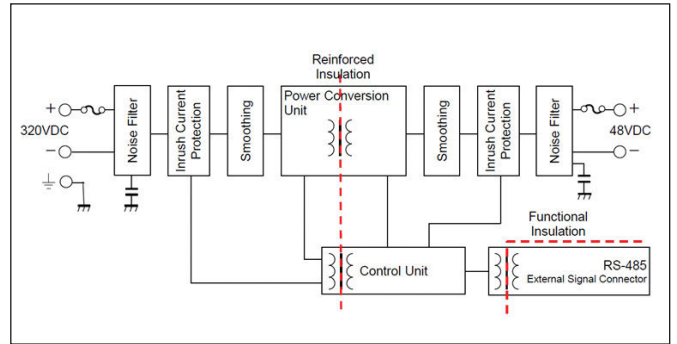 Reinforced
Insulation
Power Conversion
Unit
+
320VDC
−
Noise Filter
Inrush Current
Protection
Smoothing
Smoothing
Inrush Current
Protection
Noise Filter
+
48VDC
−
Functional
Insulation
Control Unit
RS-485
External Signal Connector